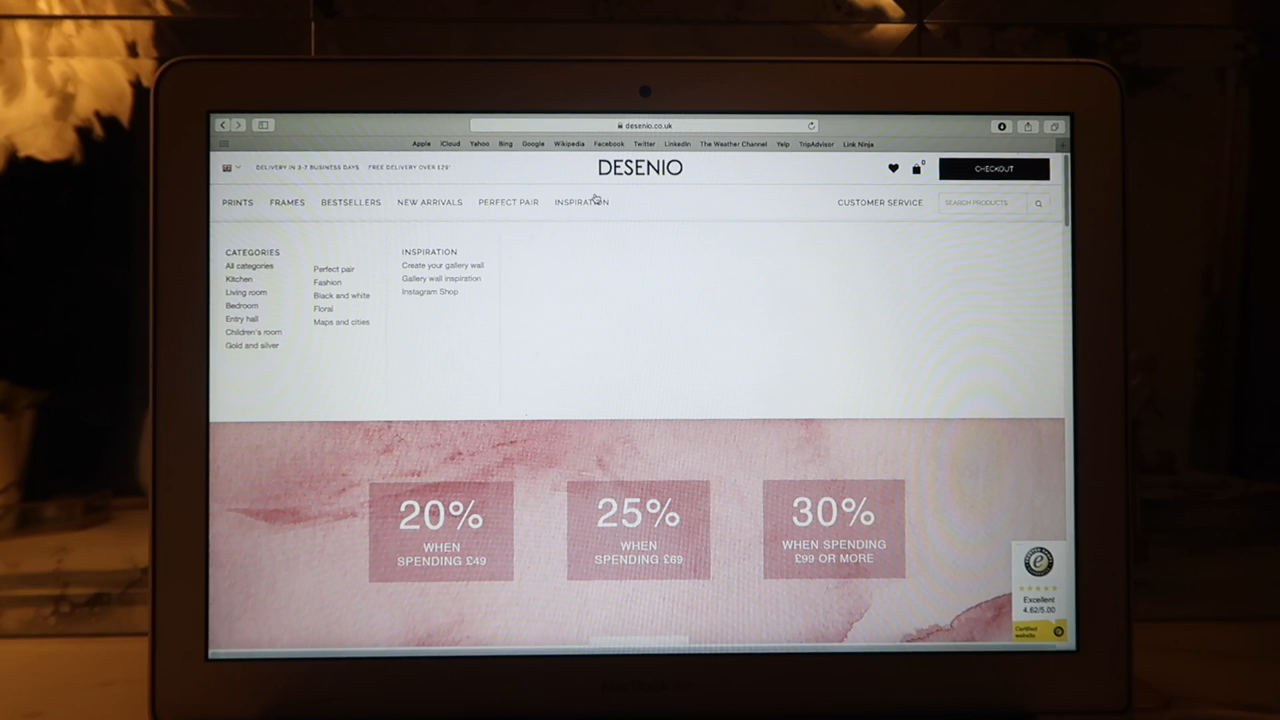 desenio.co.uk
Apple iCloud Yahoo Bing Google Wikipedia Facebook Twitter LinkedIn The Weather Channel Yelp TripAdvisor Link Ninja
DELIVERY IN 2-7 BUSINESS DAYS FREE DELIVERY OVER £29*
DESENIO
0
CHECKOUT
PRINTS FRAMES BESTSELLERS NEW ARRIVALS PERFECT PAIR INSPIRATION CUSTOMER SERVICE SEARCH PRODUCTS
CATEGORIES
All categories
Kitchen
Living room
Bedroom
Entry hall
Children's room
Gold and silver
Perfect pair
Fashion
Black and white
Floral
Maps and cities
INSPIRATION
Create your gallery wall
Gallery wall inspiration
Instagram Shop
20%
WHEN
SPENDING £49
25%
WHEN
SPENDING £69
30%
WHEN SPENDING
£99 OR MORE
e
Excellent
4.62/5.00
Certified
website